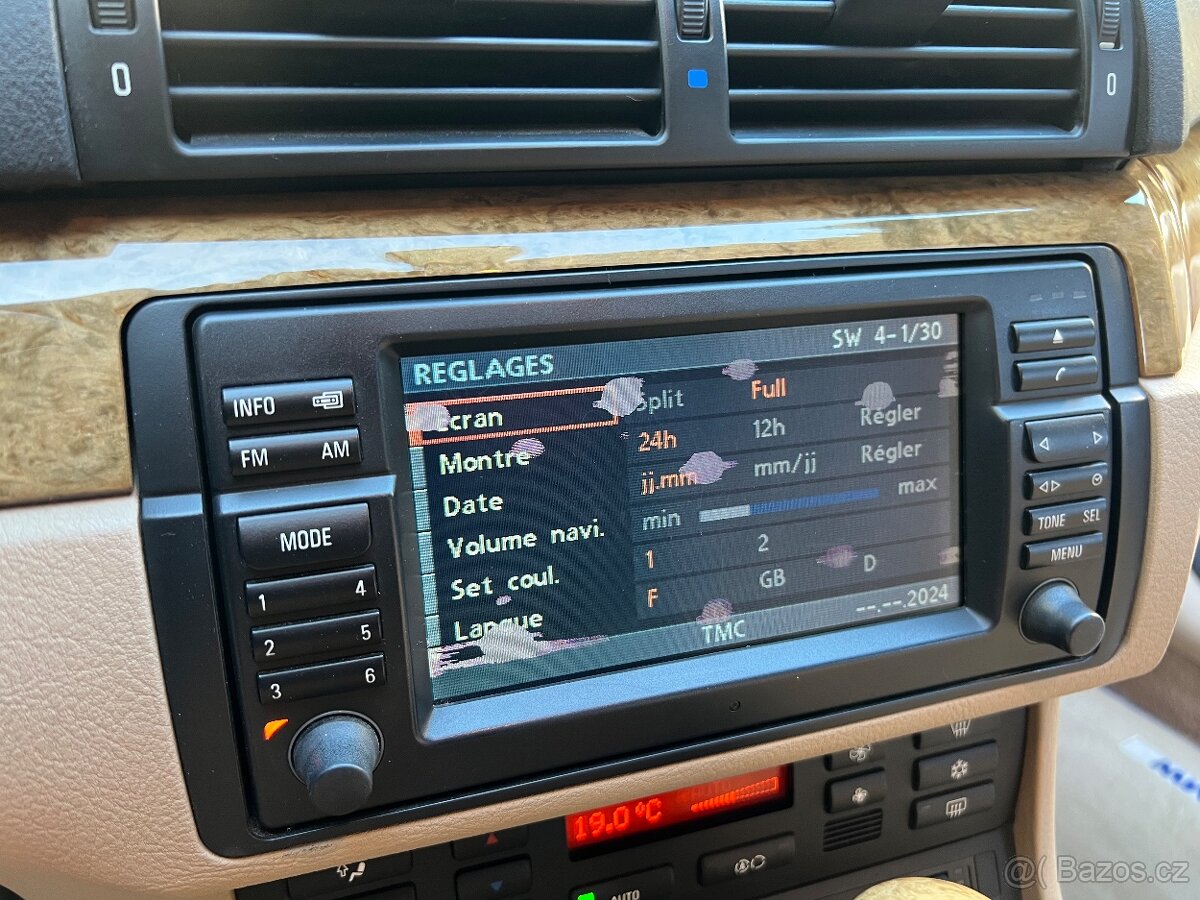 0
0
REGLAGES SW 4-1/30
Ecran Split Full
Montre 24h 12h Régler
Date jj.mm mm/jj Régler
Volume navi. min max
Set coul. 1 2
Langue F GB D
TMC --.--.2024
INFO
FM AM
MODE
1 4
2 5
3 6
TONE SEL
MENU
19.0°C AUTO
AUTO
@( Bazos.cz